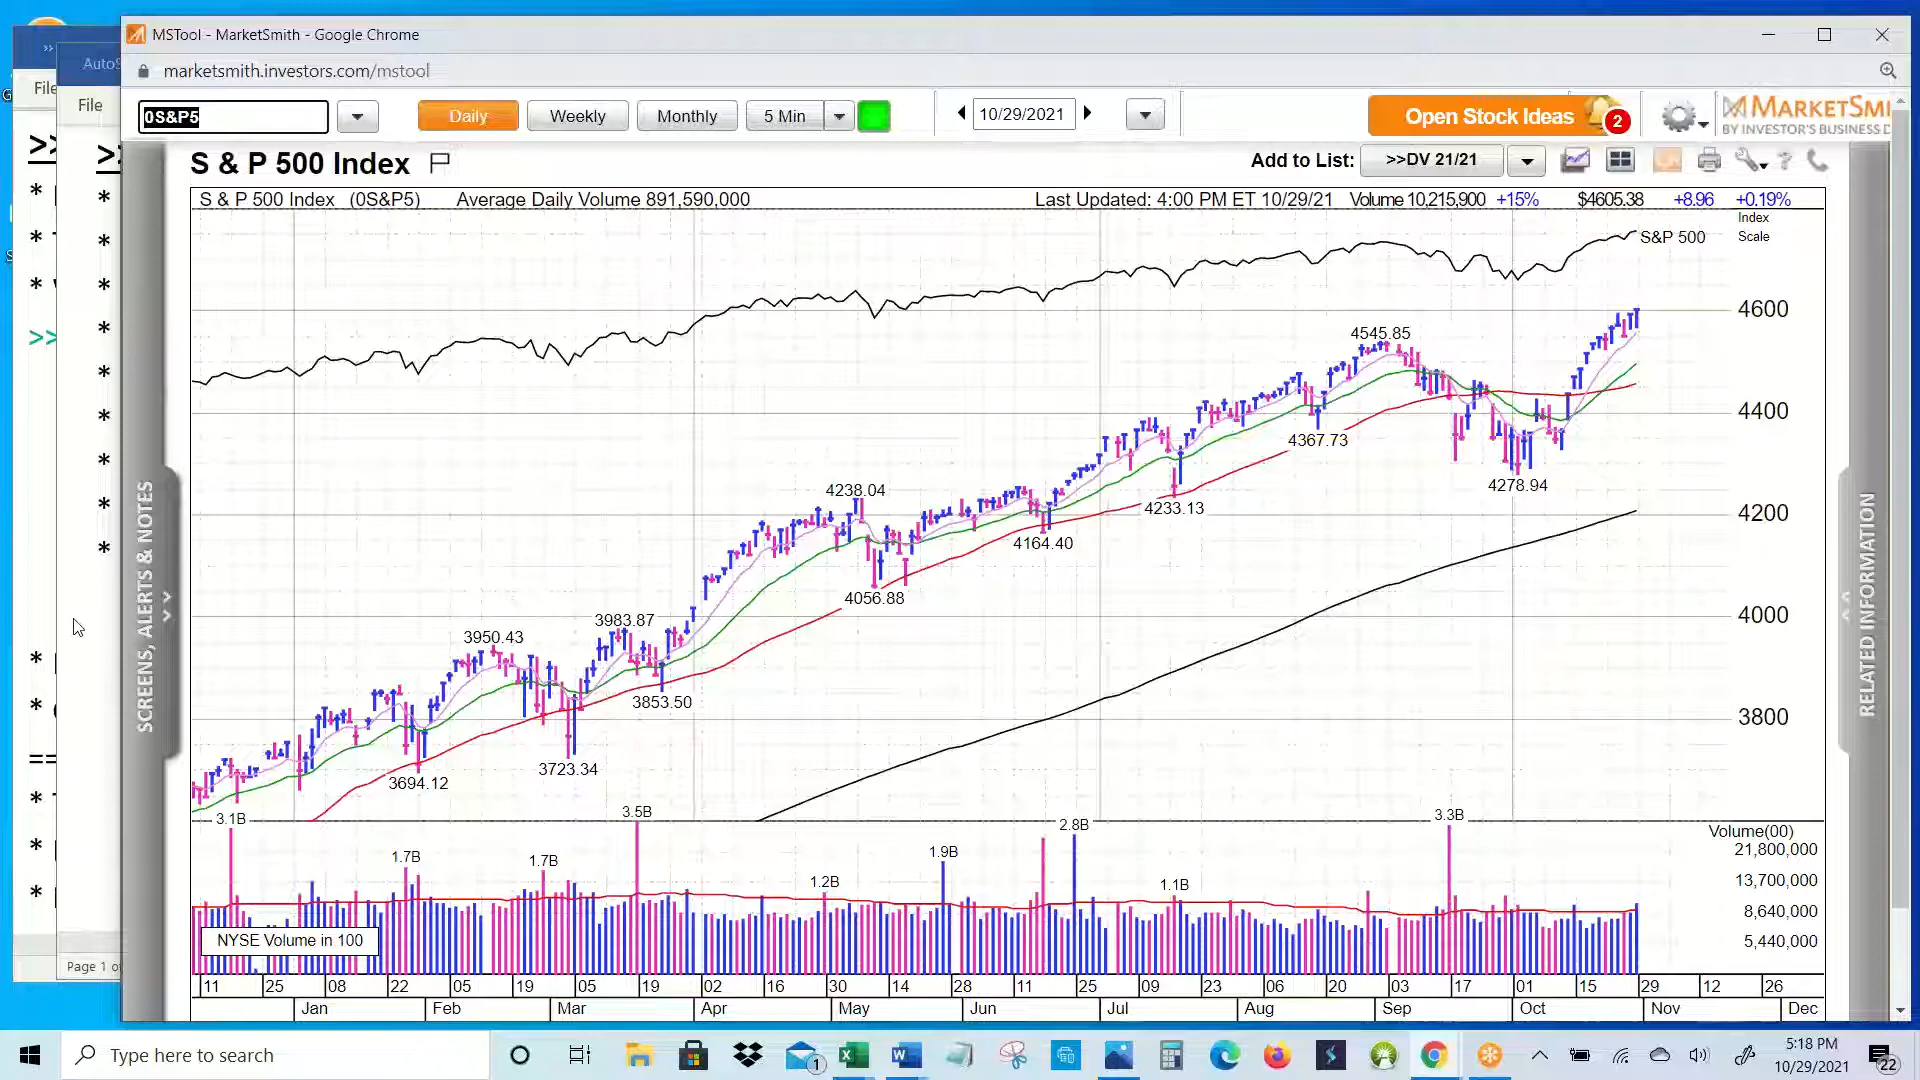 MSTool - MarketSmith - Google Chrome
AutoS
marketsmith.investors.com/mstool
File
File
0S&P5
Daily
Weekly
Monthly
5 Min
10/29/2021
Open Stock Ideas
2
MARKETSMI
BY INVESTOR'S BUSINESS D
S & P 500 Index
Add to List:
>>DV 21/21
S & P 500 Index (0S&P5) Average Daily Volume 891,590,000
Last Updated: 4:00 PM ET 10/29/21 Volume 10,215,900 +15% $4605.38 +8.96 +0.19%
Index
Scale
S&P 500
4600
4545.85
4400
4367.73
4278.94
4238.04
4233.13
4200
4164.40
4056.88
4000
3983.87
3950.43
3853.50
3800
3723.34
3694.12
3.1B
3.5B
2.8B
3.3B
1.7B
1.7B
1.9B
1.2B
1.1B
Volume(00)
21,800,000
13,700,000
8,640,000
5,440,000
NYSE Volume in 100
11 25 08 22 05 19 05 19 02 16 30 14 28 11 25 09 23 06 20 03 17 01 15 29 12 26
Jan Feb Mar Apr May Jun Jul Aug Sep Oct Nov Dec
SCREENS, ALERTS & NOTES
RELATED INFORMATION
Page 1 o
Type here to search
1
5:18 PM
10/29/2021
22